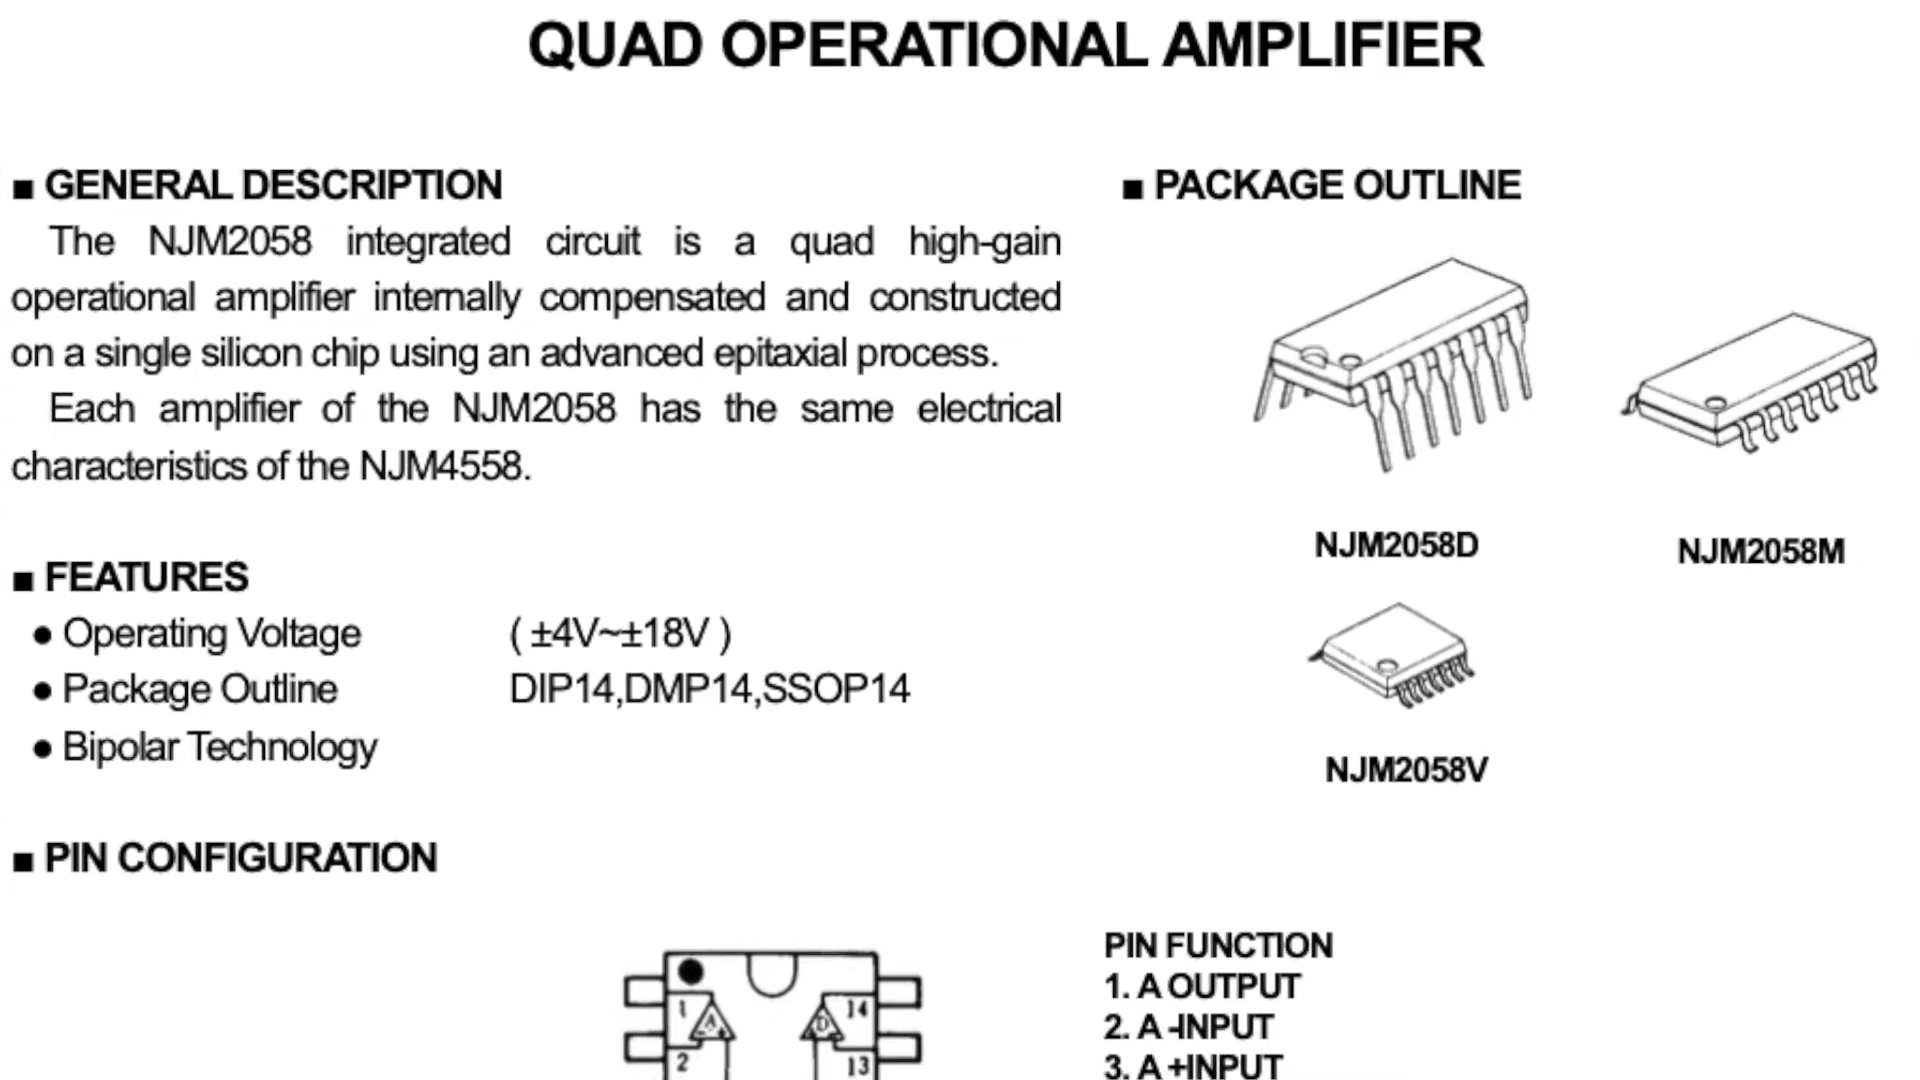 QUAD OPERATIONAL AMPLIFIER
■ GENERAL DESCRIPTION
The NJM2058 integrated circuit is a quad high-gain
operational amplifier internally compensated and constructed
on a single silicon chip using an advanced epitaxial process.
Each amplifier of the NJM2058 has the same electrical
characteristics of the NJM4558.
■ FEATURES
● Operating Voltage ( ±4V~±18V )
● Package Outline DIP14,DMP14,SSOP14
● Bipolar Technology
■ PACKAGE OUTLINE
NJM2058D
NJM2058M
NJM2058V
■ PIN CONFIGURATION
1 A D 14
2 13
PIN FUNCTION
1. A OUTPUT
2. A -INPUT
3. A +INPUT